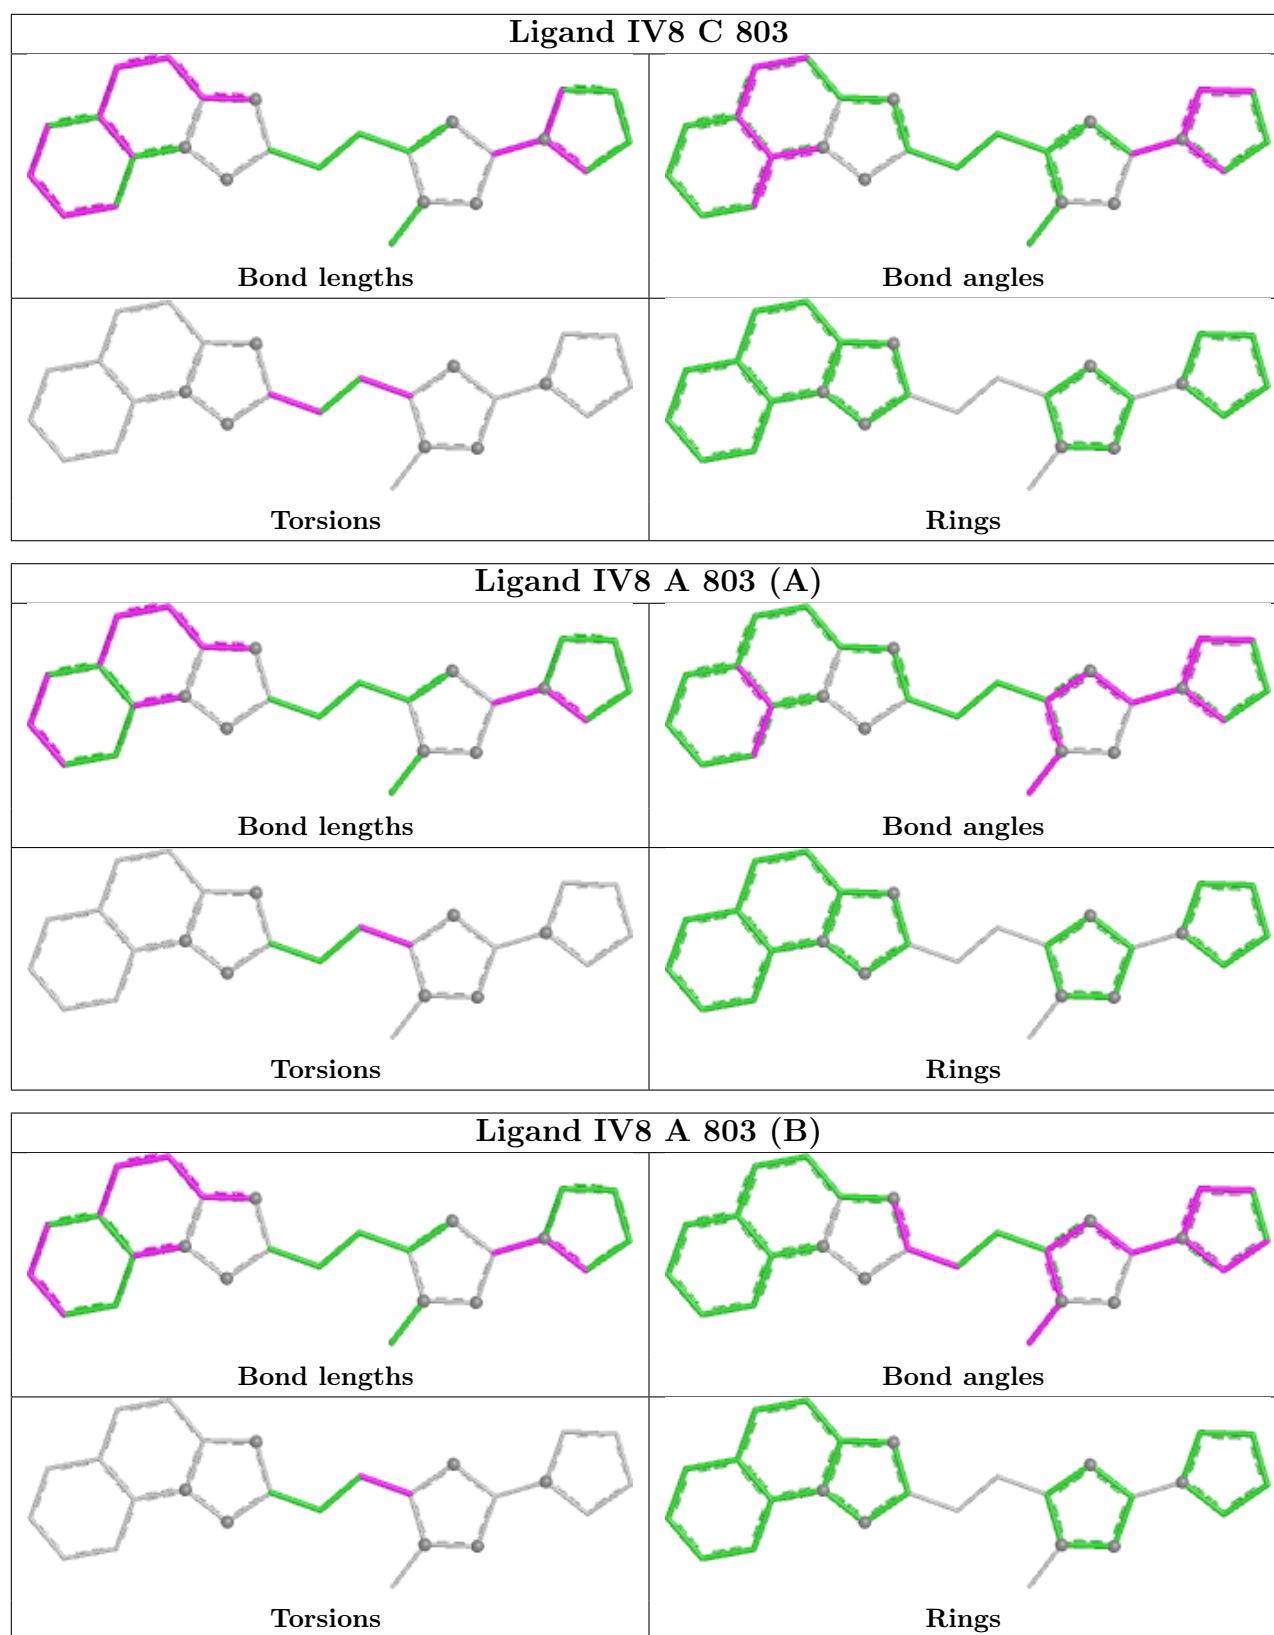 Ligand IV8 C 803
Bond lengths
Bond angles
Torsions
Rings
Ligand IV8 A 803 (A)
Bond lengths
Bond angles
Torsions
Rings
Ligand IV8 A 803 (B)
Bond lengths
Bond angles
Torsions
Rings